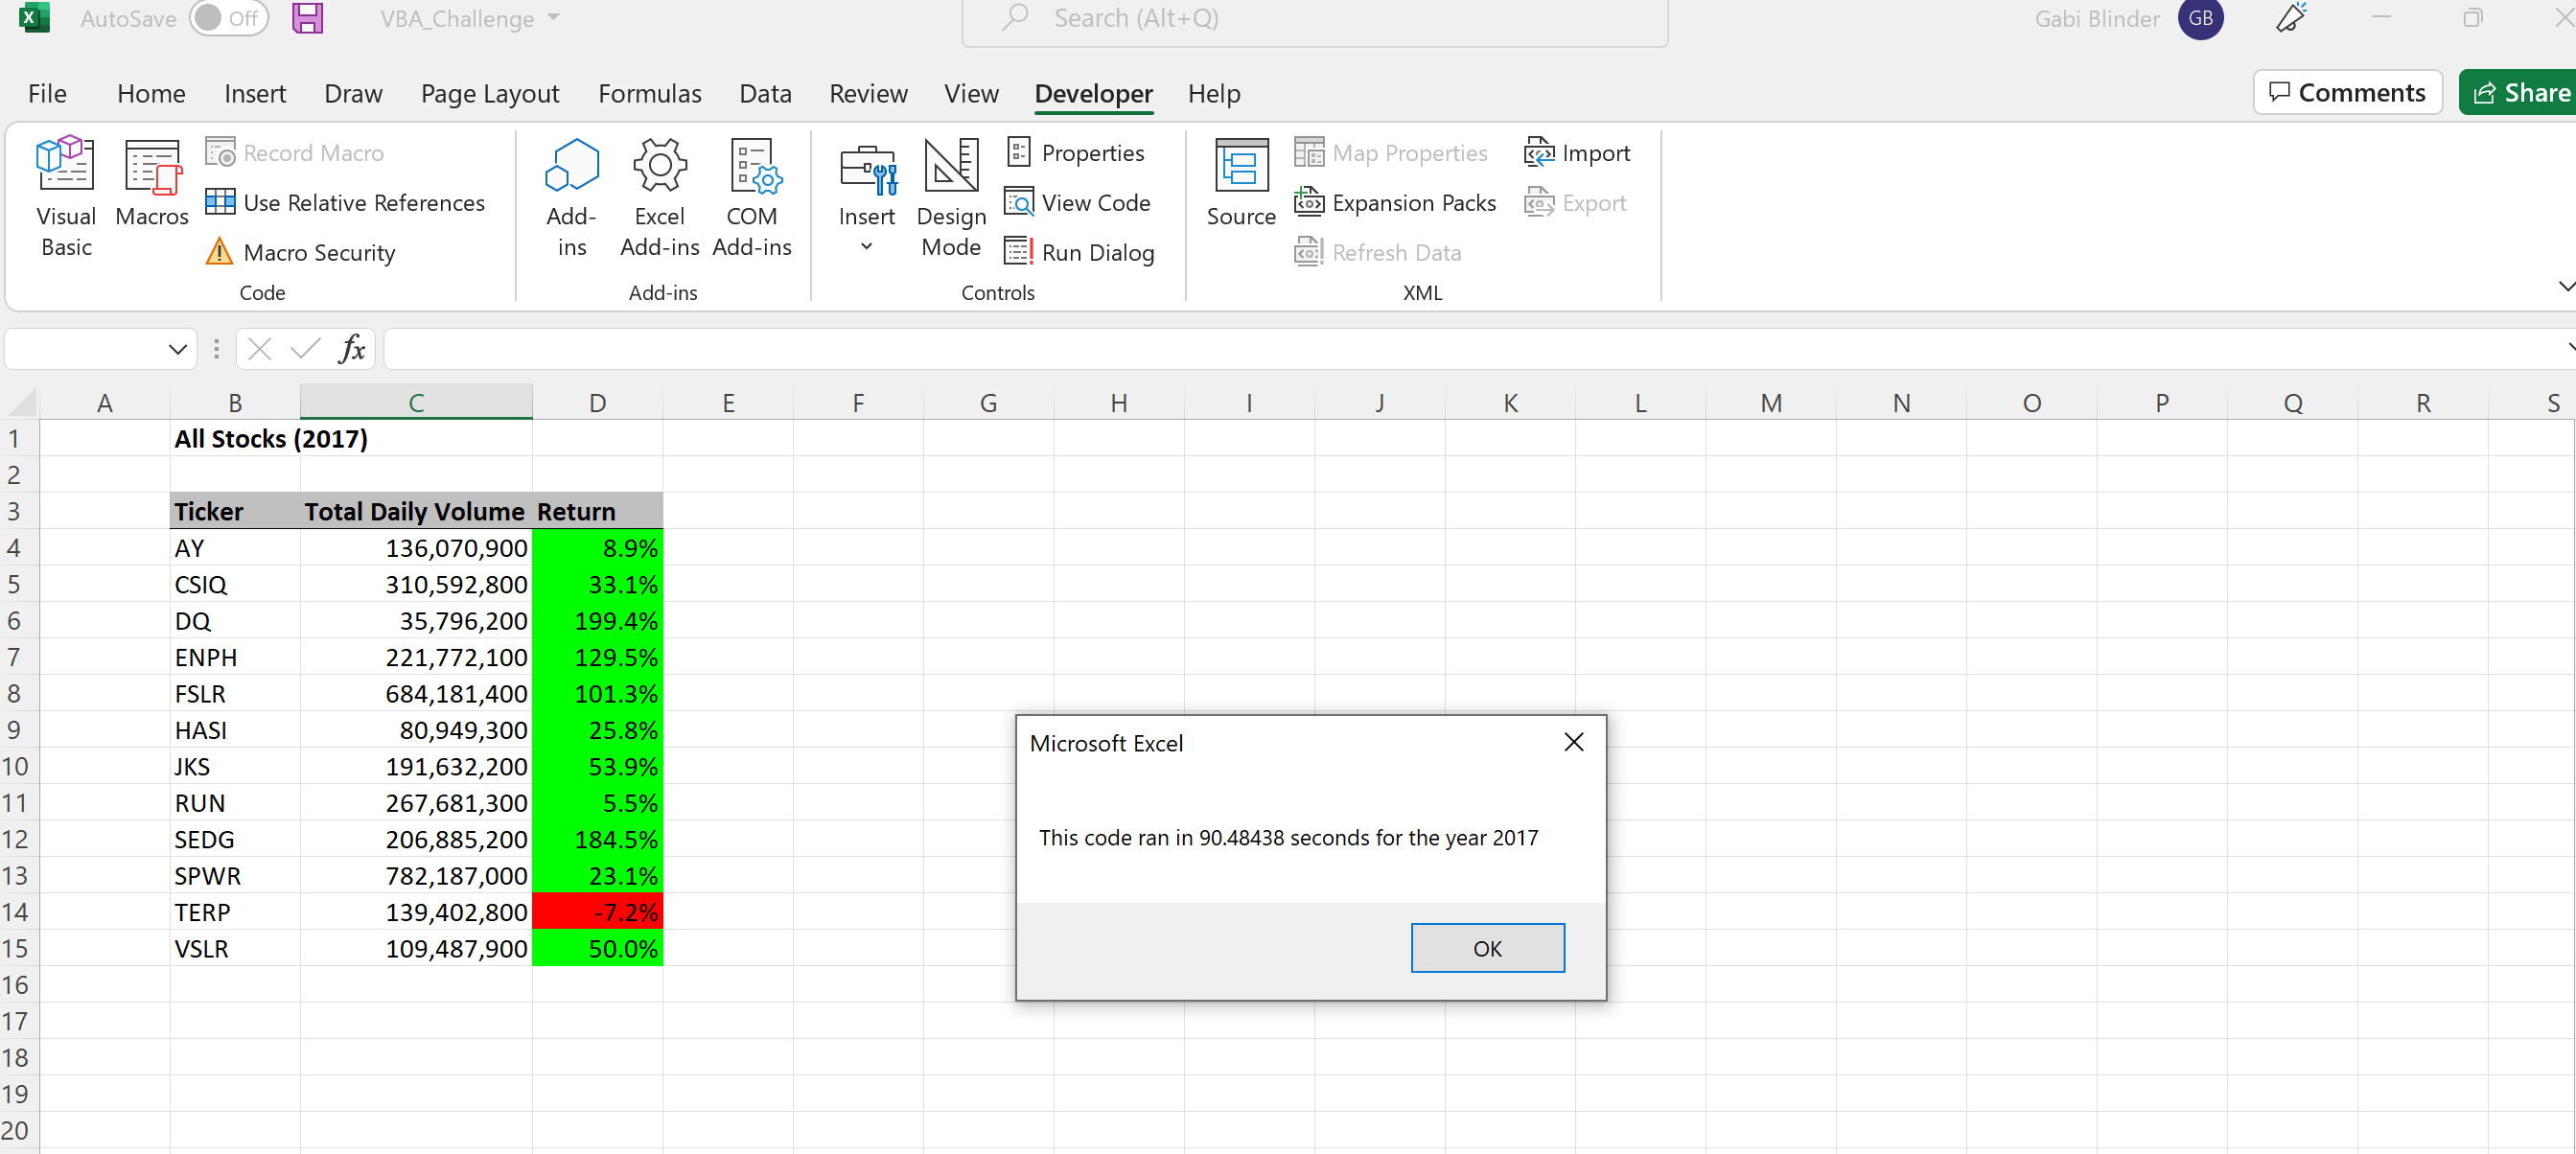 AutoSave Off VBA_Challenge Search (Alt+Q) Gabi Blinder GB
File Home Insert Draw Page Layout Formulas Data Review View Developer Help Comments Share
Visual Basic Macros Record Macro Use Relative References Macro Security Code
Add-ins Excel Add-ins COM Add-ins Add-ins
Insert Design Mode Properties View Code Run Dialog Controls
Source Map Properties Expansion Packs Refresh Data Import Export XML
fx
A B C D E F G H I J K L M N O P Q R S
1 All Stocks (2017)
2
3 Ticker Total Daily Volume Return
4 AY 136,070,900 8.9%
5 CSIQ 310,592,800 33.1%
6 DQ 35,796,200 199.4%
7 ENPH 221,772,100 129.5%
8 FSLR 684,181,400 101.3%
9 HASI 80,949,300 25.8%
10 JKS 191,632,200 53.9%
11 RUN 267,681,300 5.5%
12 SEDG 206,885,200 184.5%
13 SPWR 782,187,000 23.1%
14 TERP 139,402,800 -7.2%
15 VSLR 109,487,900 50.0%
16
17
18
19
20
Microsoft Excel
This code ran in 90.48438 seconds for the year 2017
OK